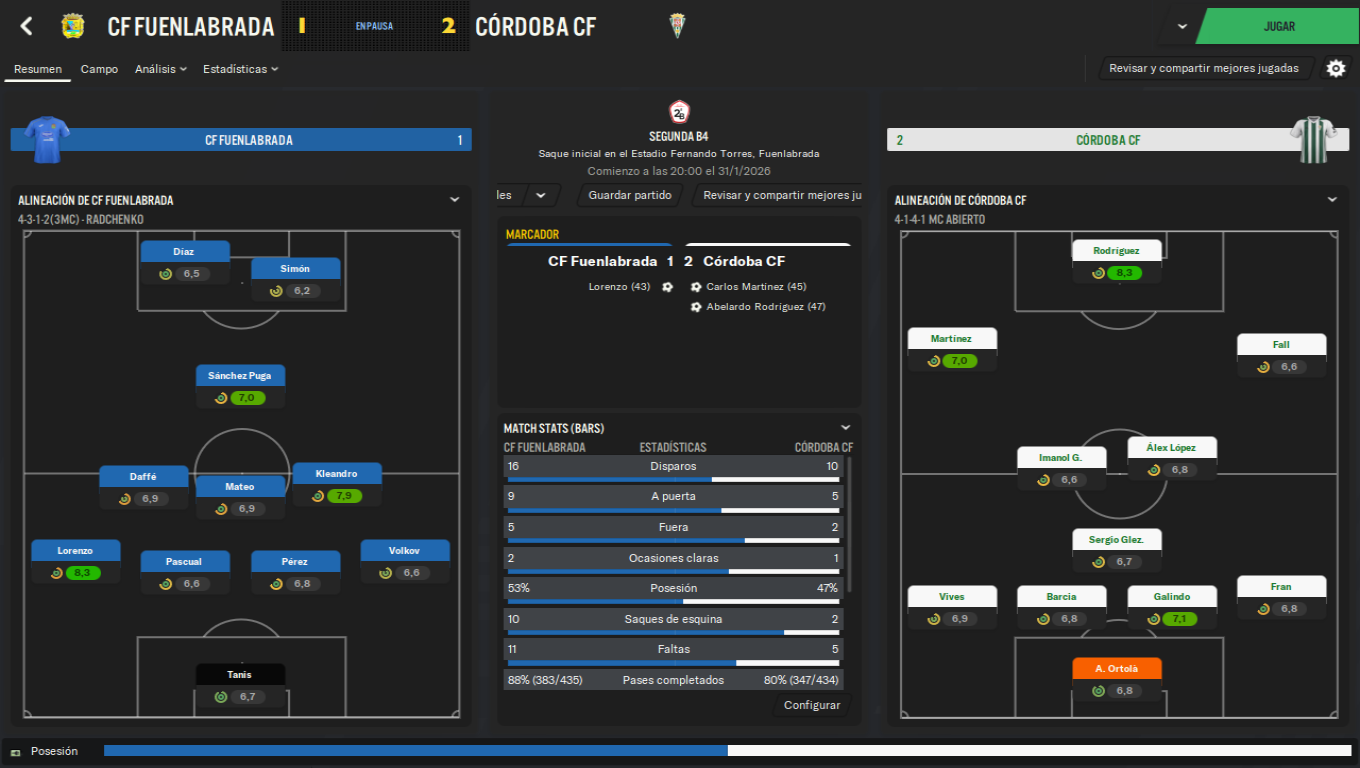 CF FUENLABRADA 1 EN PAUSA 2 CÓRDOBA CF
JUGAR
Resumen Campo Análisis Estadísticas
Revisar y compartir mejores jugadas
CF FUENLABRADA 1
ALINEACIÓN DE CF FUENLABRADA
4-3-1-2(3MC) - RADCHENKO
Díaz
6,5
Simón
6,2
Sánchez Puga
7,0
Daffé
6,9
Mateo
6,9
Kleandro
7,9
Lorenzo
8,3
Pascual
6,6
Pérez
6,8
Volkov
6,6
Tanis
6,7
2B
SEGUNDA B4
Saque inicial en el Estadio Fernando Torres, Fuenlabrada
Comienzo a las 20:00 el 31/1/2026
les Guardar partido Revisar y compartir mejores ju
MARCADOR
CF Fuenlabrada 1 2 Córdoba CF
Lorenzo (43) Carlos Martínez (45)
Abelardo Rodríguez (47)
MATCH STATS (BARS)
CF FUENLABRADA ESTADÍSTICAS CÓRDOBA CF
16 Disparos 10
9 A puerta 5
5 Fuera 2
2 Ocasiones claras 1
53% Posesión 47%
10 Saques de esquina 2
11 Faltas 5
88% (383/435) Pases completados 80% (347/434)
Configurar
2 CÓRDOBA CF
ALINEACIÓN DE CÓRDOBA CF
4-1-4-1 MC ABIERTO
Rodríguez
8,3
Martínez
7,0
Fall
6,6
Imanol G.
6,6
Álex López
6,8
Sergio Glez.
6,7
Vives
6,9
Barcia
6,8
Galindo
7,1
Fran
6,8
A. Ortolà
6,8
Posesión